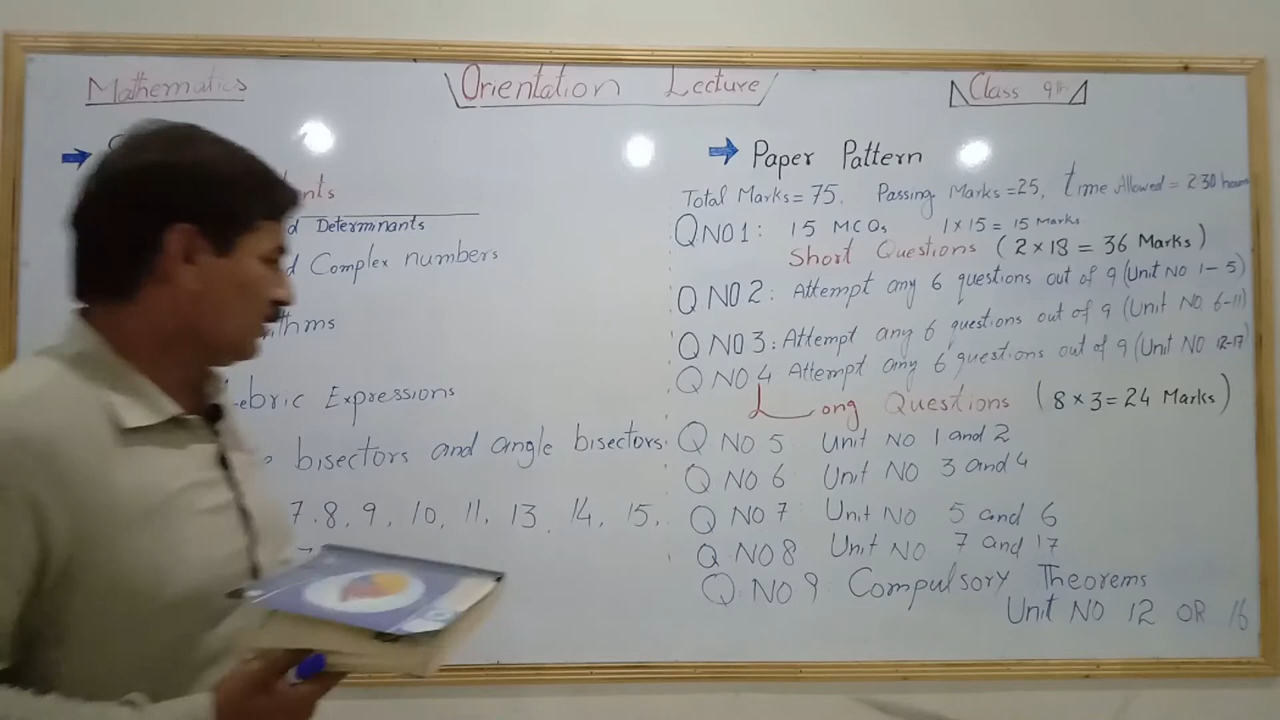 Mathematics
Orientation Lecture
Class 9th
Determinants
Complex numbers
Expressions
bisectors and angle bisectors.
7. 8, 9, 10, 11, 13, 14, 15,
Paper Pattern
Total Marks = 75, Passing Marks = 25, time Allowed = 2:30 hours
Q NO 1: 15 MCQs 1 × 15 = 15 Marks
Short Questions (2 × 18 = 36 Marks)
Q NO 2: Attempt any 6 questions out of 9 (Unit No 1-5)
Q NO 3: Attempt any 6 questions out of 9 (Unit NO 6-11)
Q NO 4 Attempt any 6 questions out of 9 (Unit NO 12-17)
Long Questions (8 × 3 = 24 Marks)
Q NO 5 Unit NO 1 and 2
Q NO 6 Unit NO 3 and 4
Q NO 7 Unit NO 5 and 6
Q NO 8 Unit NO 7 and 17
Q NO 9 Compulsory Theorems
Unit NO 12 OR 16